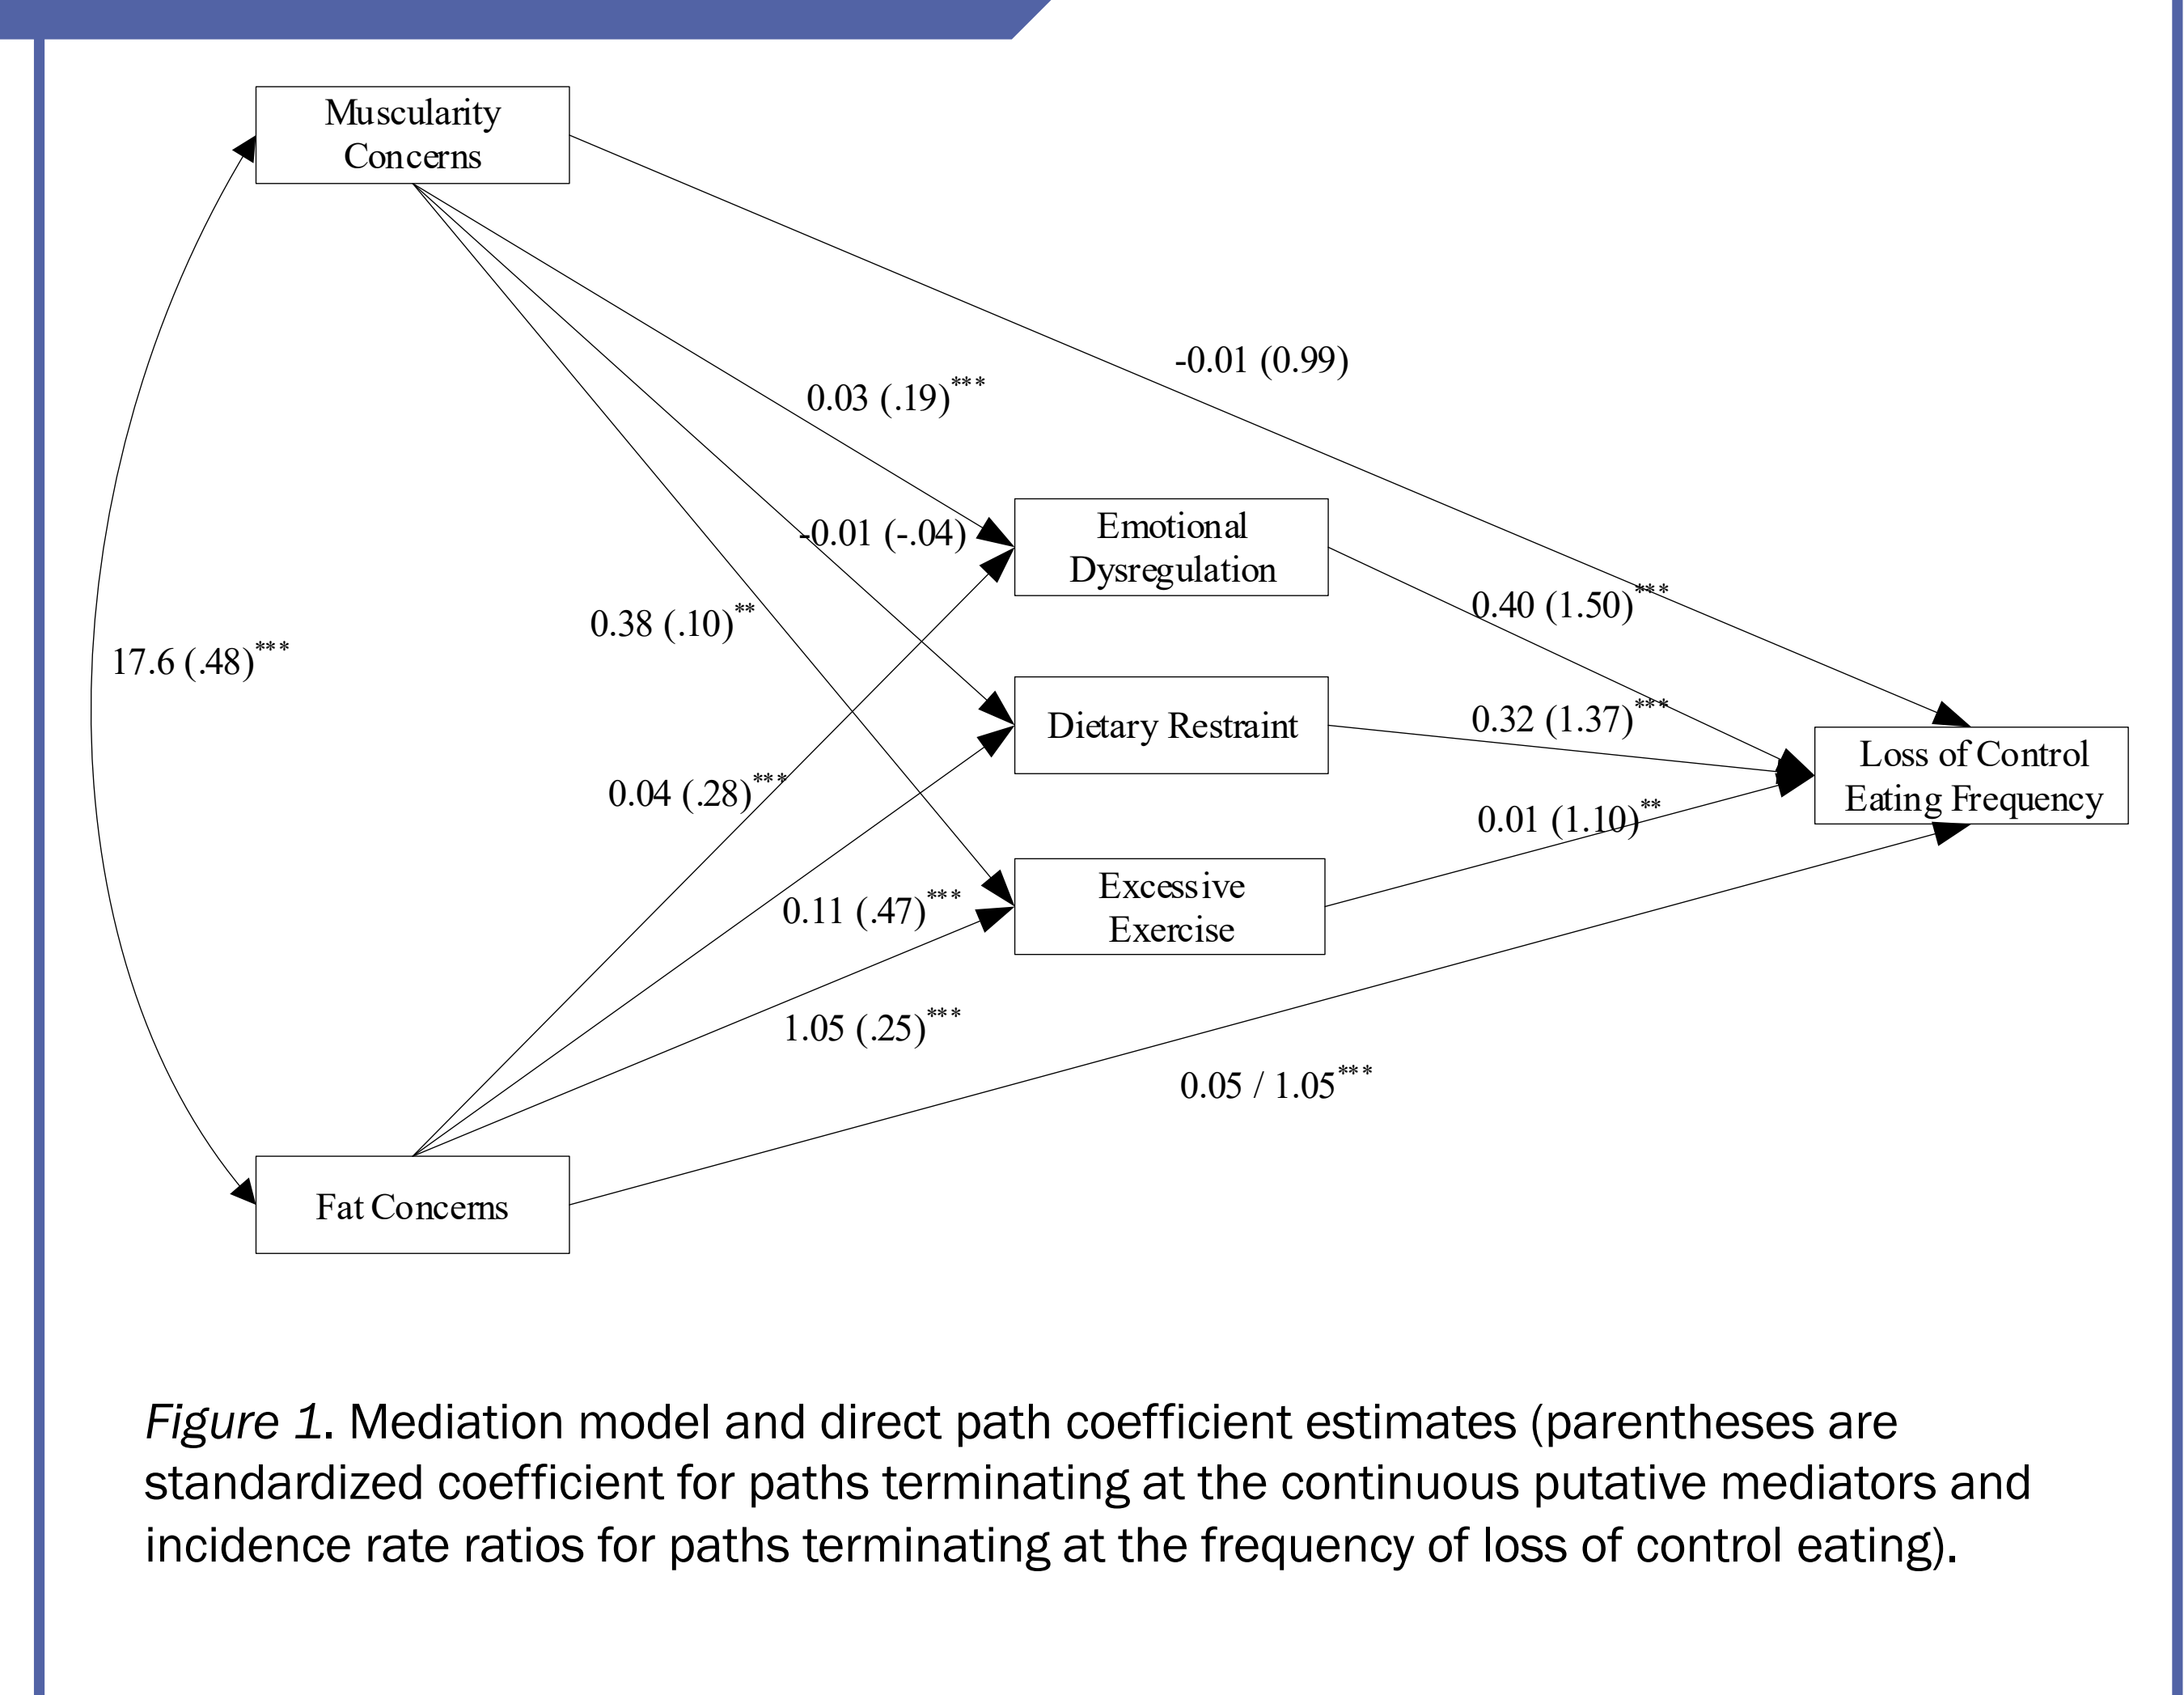 Muscularity
Concerns
-0.01 (0.99)
0.03 (.19)***
-0.01 (-.04)
Emotional
Dysregulation
0.40 (1.50)***
0.38 (.10)**
17.6 (.48)***
Dietary Restraint
0.32 (1.37)***
Loss of Control
Eating Frequency
0.04 (.28)***
0.01 (1.10)**
Excessive
Exercise
0.11 (.47)***
1.05 (.25)***
0.05 / 1.05***
Fat Concerns
Figure 1. Mediation model and direct path coefficient estimates (parentheses are
standardized coefficient for paths terminating at the continuous putative mediators and
incidence rate ratios for paths terminating at the frequency of loss of control eating).